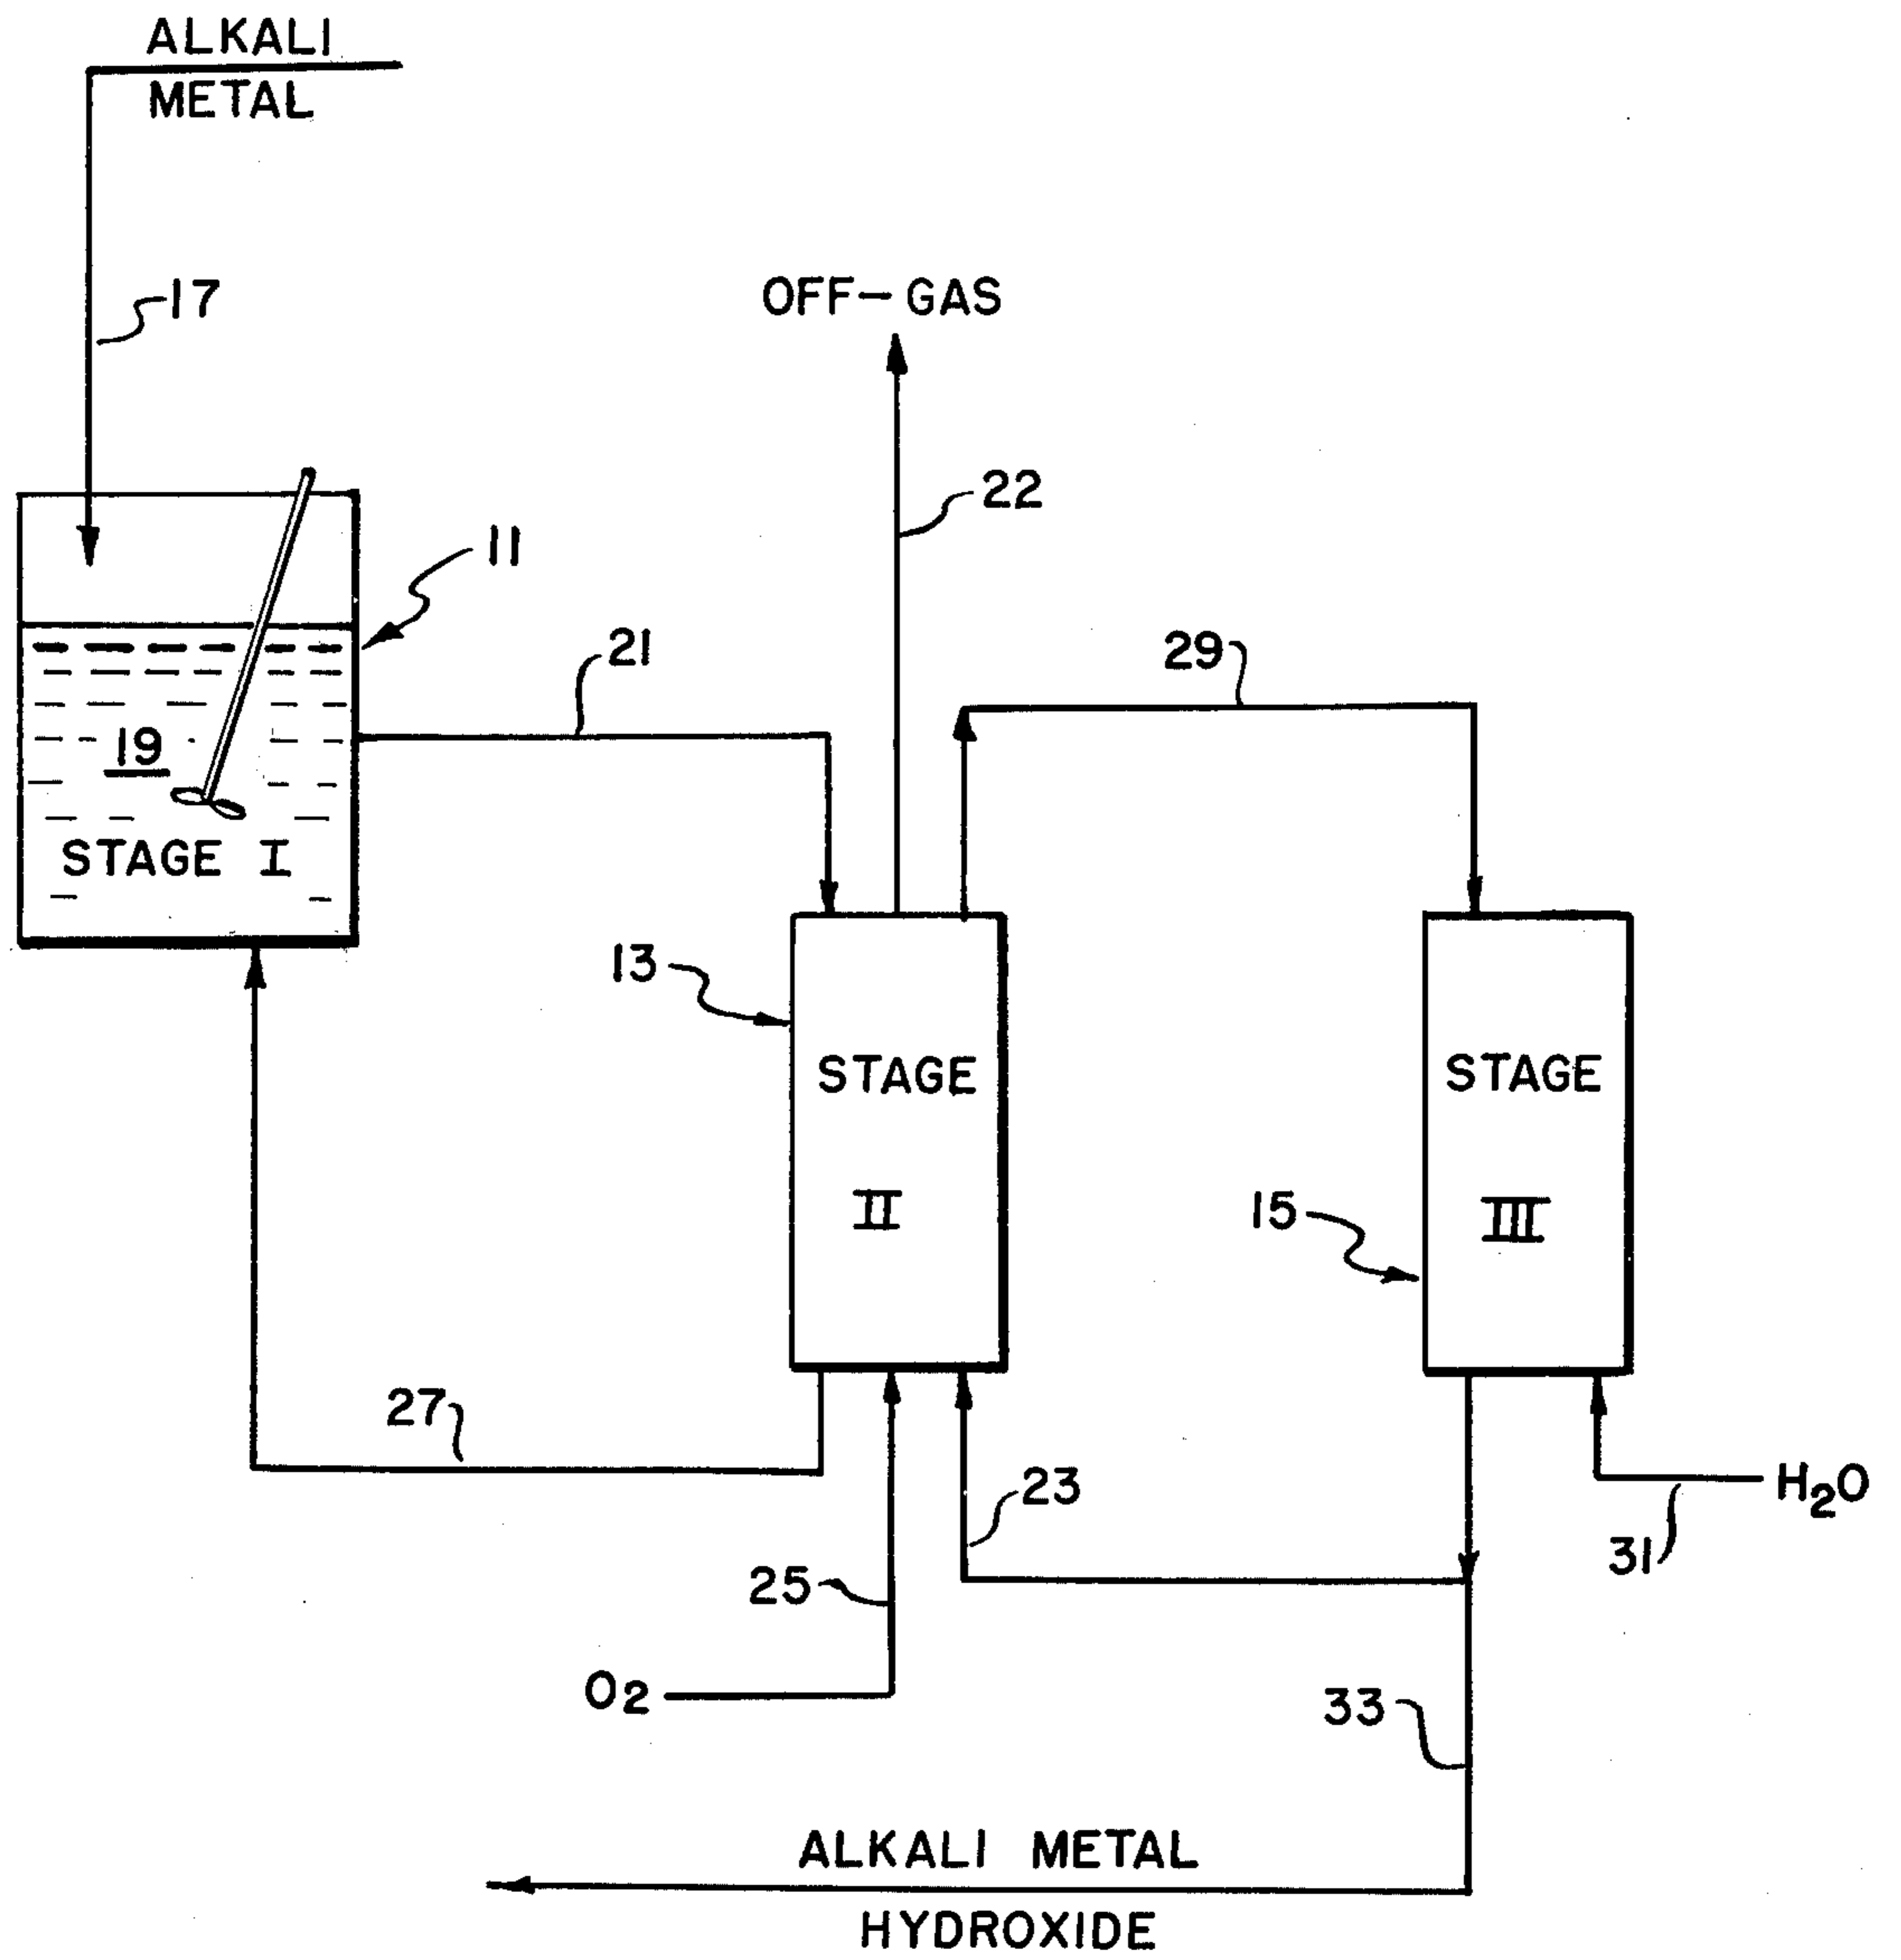 ALKALI
METAL
17
OFF-GAS
22
11
21
29
19
STAGE I
13
STAGE
II
STAGE
III
15
27
23
H₂O
31
25
O₂
33
ALKALI METAL
HYDROXIDE